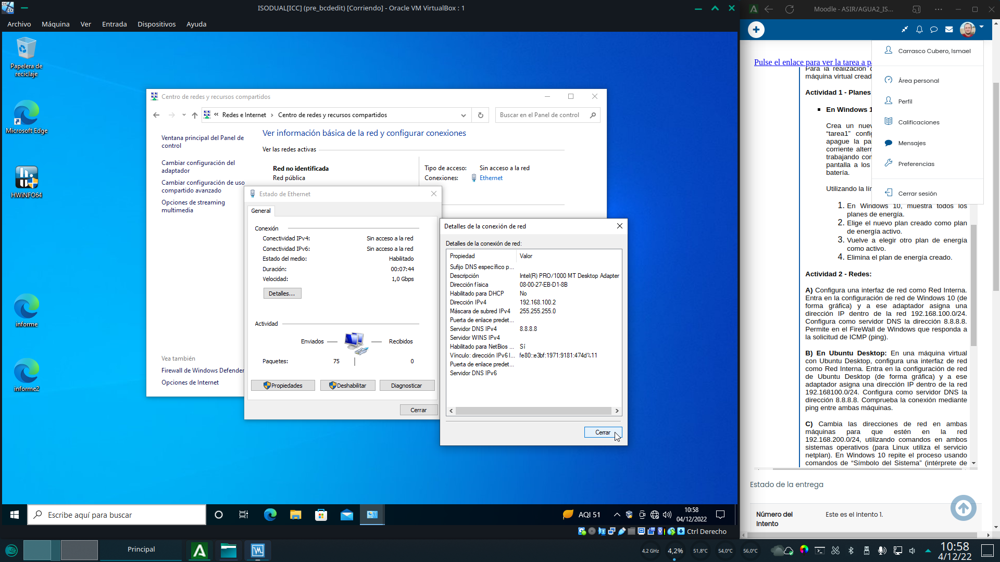 ISODUAL[ICC] (pre_bcdedit) [Corriendo] - Oracle VM VirtualBox : 1
Archivo Máquina Ver Entrada Dispositivos Ayuda
Papelera de
reciclaje
Microsoft Edge
HWiNFO64
informe
informe2
Centro de redes y recursos compartidos
Redes e Internet > Centro de redes y recursos compartidos
Buscar en el Panel de control
Ventana principal del Panel de
control
Cambiar configuración del
adaptador
Cambiar configuración de uso
compartido avanzado
Opciones de streaming
multimedia
Vea también
Firewall de Windows Defender
Opciones de Internet
Ver información básica de la red y configurar conexiones
Ver las redes activas
Red no identificada
Red pública
Tipo de acceso: Sin acceso a la red
Conexiones: Ethernet
Estado de Ethernet
General
Conexión
Conectividad IPv4: Sin acceso a la red
Conectividad IPv6: Sin acceso a la red
Estado del medio: Habilitado
Duración: 00:07:44
Velocidad: 1,0 Gbps
Detalles...
Actividad
Enviados — — Recibidos
Paquetes: 75 | 0
Propiedades Deshabilitar Diagnosticar
Cerrar
Detalles de la conexión de red
Detalles de la conexión de red:
Propiedad Valor
Sufijo DNS específico p...
Descripción Intel(R) PRO/1000 MT Desktop Adapter
Dirección física 08-00-27-EB-D1-8B
Habilitado para DHCP No
Dirección IPv4 192.168.100.2
Máscara de subred IPv4 255.255.255.0
Puerta de enlace predet...
Servidor DNS IPv4 8.8.8.8
Servidor WINS IPv4
Habilitado para NetBios ... Sí
Vínculo: dirección IPv6 l... fe80::e3bf:1971:9181:474d%11
Puerta de enlace predet...
Servidor DNS IPv6
Cerrar
Escribe aquí para buscar
AQI 51
10:58
04/12/2022
Ctrl Derecho
Moodle - ASIR/AGUA2_IS...
Carrasco Cubero, Ismael
Área personal
Perfil
Calificaciones
Mensajes
Preferencias
Cerrar sesión
Pulse el enlace para ver la tarea a p
Para la realización
máquina virtual cread
Actividad 1 - Planes
En Windows 1
Crea un nuev
“tarea1” config
apague la pa
corriente altern
trabajando con
pantalla a los
batería.
Utilizando la lín
1. En Windows 10, muestra todos los
planes de energía.
2. Elige el nuevo plan creado como plan
de energía activo.
3. Vuelve a elegir otro plan de energía
como activo.
4. Elimina el plan de energía creado.
Actividad 2 - Redes:
A) Configura una interfaz de red como Red Interna.
Entra en la configuración de red de Windows 10 (de
forma gráfica) y a ese adaptador asigna una
dirección IP dentro de la red 192.168.100.0/24.
Configura como servidor DNS la dirección 8.8.8.8.
Permite en el FireWall de Windows que responda a
la solicitud de ICMP (ping).
B) En Ubuntu Desktop: En una máquina virtual
con Ubuntu Desktop, configura una interfaz de red
como Red Interna. Entra en la configuración de red
de Ubuntu Desktop (de forma gráfica) y a ese
adaptador asigna una dirección IP dentro de la red
192.168100.0/24. Configura como servidor DNS la
dirección 8.8.8.8. Comprueba la conexión mediante
ping entre ambas máquinas.
C) Cambia las direcciones de red en ambas
máquinas para que estén en la red
192.168.200.0/24, utilizando comandos en ambos
sistemas operativos (para Linux utiliza el servicio
netplan). En Windows 10 repite el proceso usando
comandos de “Símbolo del Sistema” (intérprete de
Estado de la entrega
Número del
intento
Este es el intento 1.
Principal
4,2 GHz
4,2%
51,8°C
54,0°C
56,0°C
10:58
4/12/22